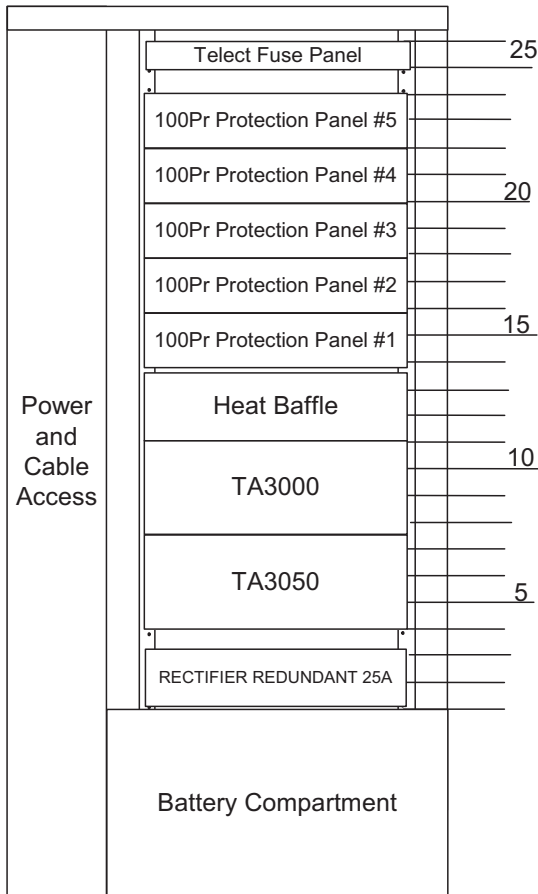 Telect Fuse Panel
25
100Pr Protection Panel #5
100Pr Protection Panel #4
20
100Pr Protection Panel #3
100Pr Protection Panel #2
100Pr Protection Panel #1
15
Power
and
Cable
Access
Heat Baffle
10
TA3000
TA3050
5
RECTIFIER REDUNDANT 25A
Battery Compartment